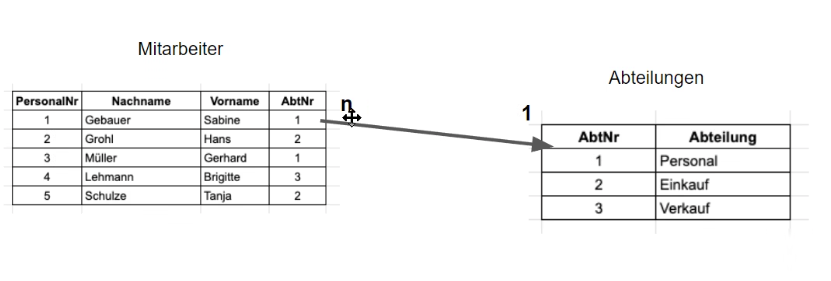 Mitarbeiter
PersonalNr Nachname Vorname AbtNr
1 Gebauer Sabine 1
2 Grohl Hans 2
3 Müller Gerhard 1
4 Lehmann Brigitte 3
5 Schulze Tanja 2
n
1
Abteilungen
AbtNr Abteilung
1 Personal
2 Einkauf
3 Verkauf